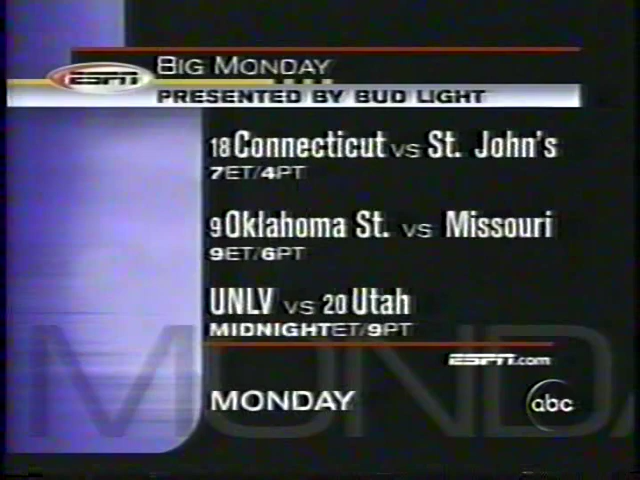 ESPN BIG MONDAY
PRESENTED BY BUD LIGHT
18 Connecticut vs St. John's
7ET/4PT
9 Oklahoma St. vs Missouri
9ET/6PT
UNLV vs 20 Utah
MIDNIGHTET/9PT
ESPN.com
MONDAY
abc
MONDA